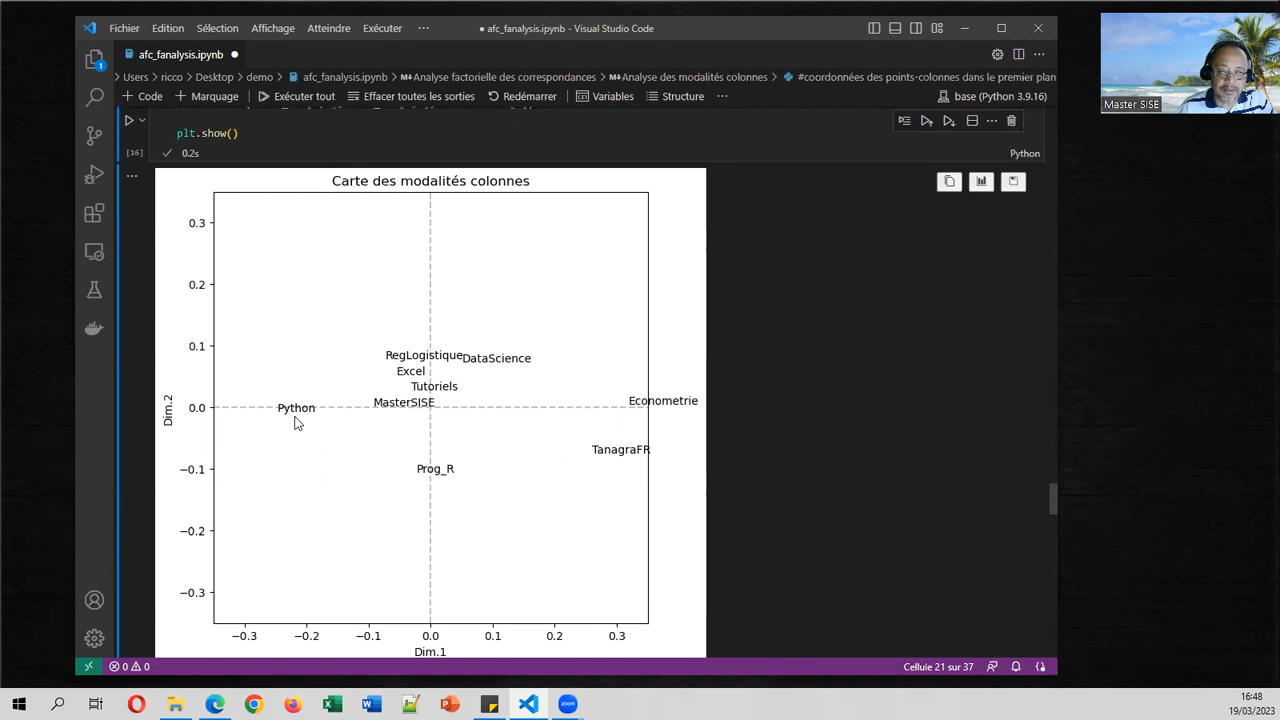 Fichier Edition Sélection Affichage Atteindre Exécuter ··· ● afc_fanalysis.ipynb - Visual Studio Code
afc_fanalysis.ipynb ●
Users > ricco > Desktop > demo > afc_fanalysis.ipynb > Analyse factorielle des correspondances > Analyse des modalités colonnes > #coordonnées des points-colonnes dans le premier plan
+ Code + Marquage Exécuter tout Effacer toutes les sorties Redémarrer Variables Structure ··· base (Python 3.9.16)
plt.show()
[16] 0.2s Python
Carte des modalités colonnes
0.3
0.2
0.1
RegLogistique
DataScience
Excel
Tutoriels
MasterSISE
Econometrie
0.0
Python
Dim.2
TanagraFR
−0.1
Prog_R
−0.2
−0.3
−0.3 −0.2 −0.1 0.0 0.1 0.2 0.3
Dim.1
0 0 Cellule 21 sur 37
Master SISE
1
16:48
19/03/2023